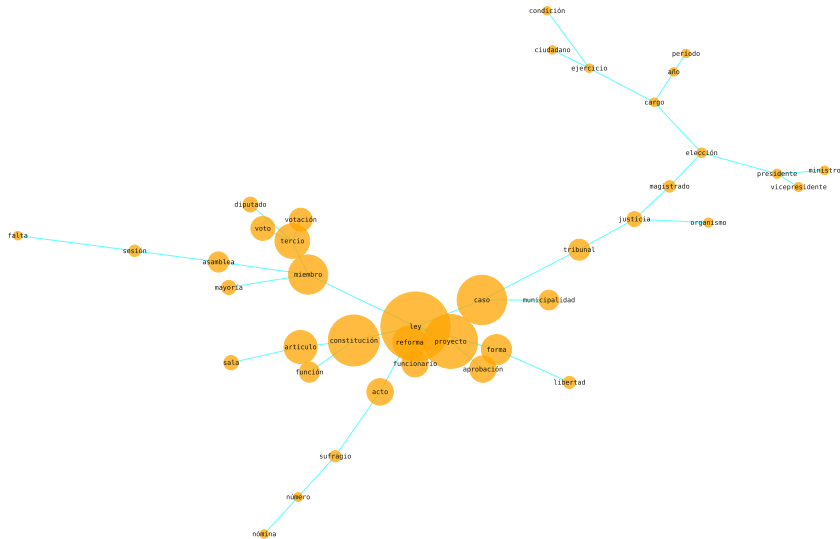 condición
ciudadano
período
ejercicio
año
cargo
elección
presidente
ministro
magistrado
vicepresidente
diputado
votación
justicia
organismo
voto
falta
tercio
sesión
tribunal
asamblea
miembro
mayoría
caso
municipalidad
ley
constitución
reforma
proyecto
artículo
forma
sala
funcionario
función
aprobación
libertad
acto
sufragio
número
nómina